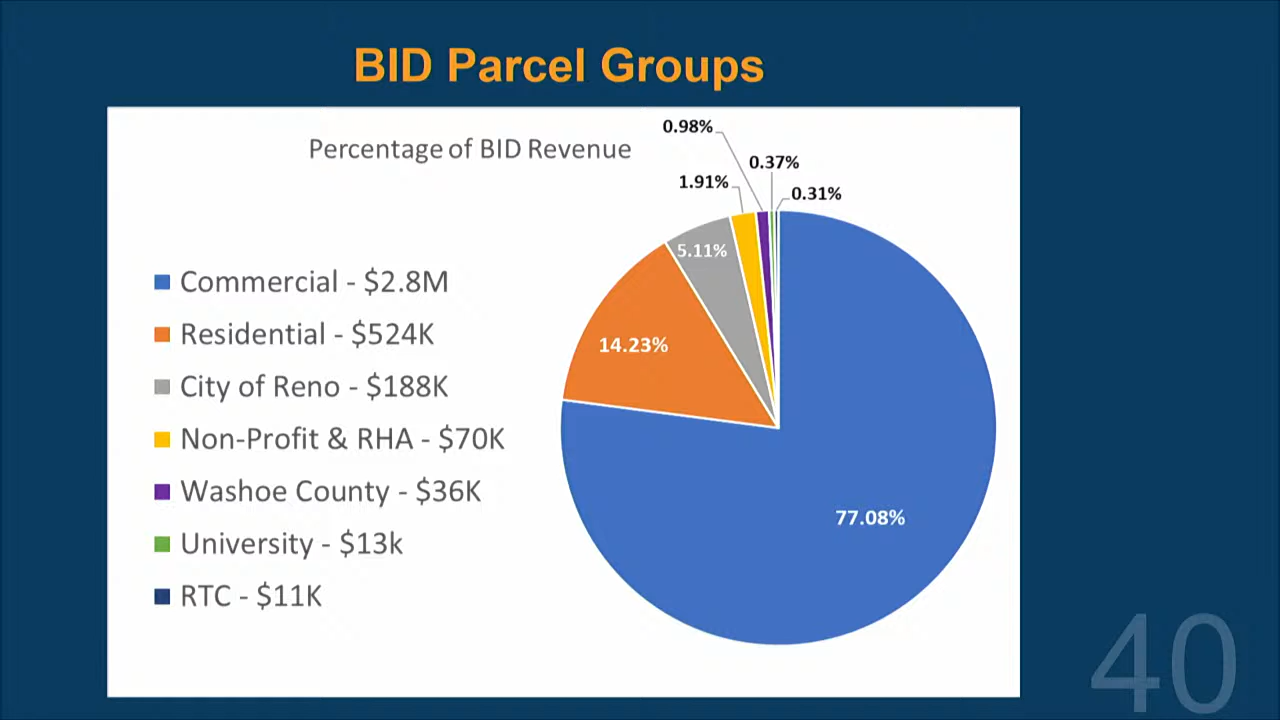 BID Parcel Groups
Percentage of BID Revenue
0.98%
0.37%
1.91%
0.31%
5.11%
14.23%
77.08%
Commercial - $2.8M
Residential - $524K
City of Reno - $188K
Non-Profit & RHA - $70K
Washoe County - $36K
University - $13k
RTC - $11K
40